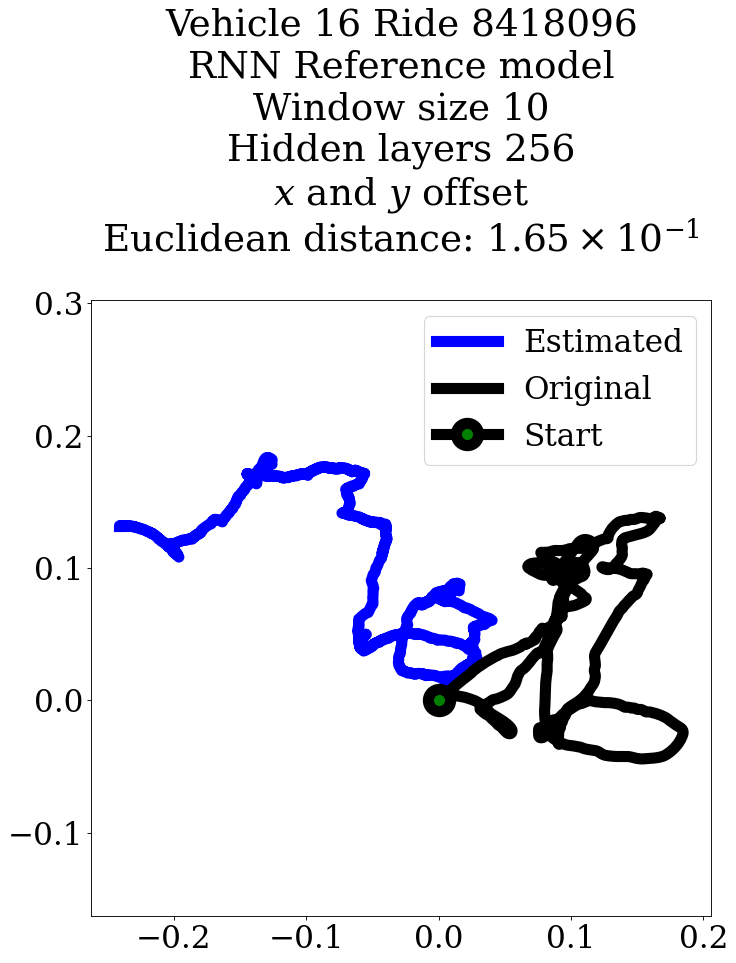 Vehicle 16 Ride 8418096
RNN Reference model
Window size 10
Hidden layers 256
x and y offset
Euclidean distance: 1.65 × 10⁻¹
0.3
0.2
0.1
0.0
−0.1
−0.2
−0.1
0.0
0.1
0.2
Estimated
Original
Start